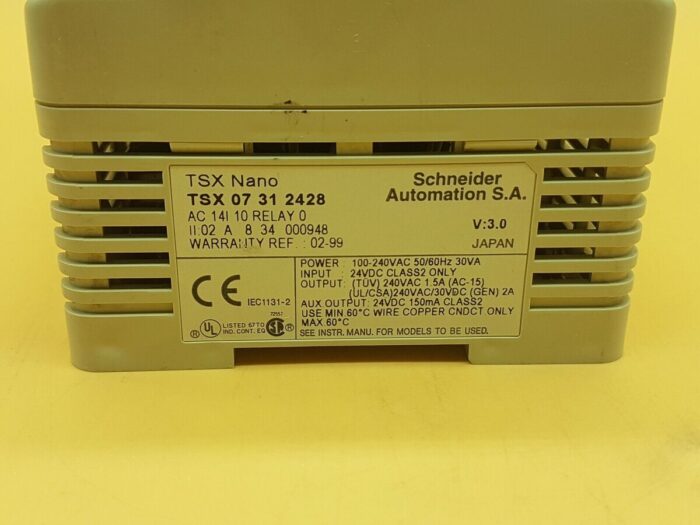 TSX Nano
TSX 07 31 2428
AC 14I 10 RELAY 0
II:02 A 8 34 000948
WARRANTY REF. : 02-99
Schneider
Automation S.A.
V:3.0
JAPAN
CE
IEC1131-2
UL
LISTED 67TO
IND. CONT. EQ
72557
POWER : 100-240VAC 50/60Hz 30VA
INPUT : 24VDC CLASS2 ONLY
OUTPUT: (TÜV) 240VAC 1.5A (AC-15)
(UL/CSA)240VAC/30VDC (GEN) 2A
AUX OUTPUT: 24VDC 150mA CLASS2
USE MIN.60°C WIRE COPPER CNDCT ONLY
MAX.60°C
SEE INSTR. MANU. FOR MODELS TO BE USED.